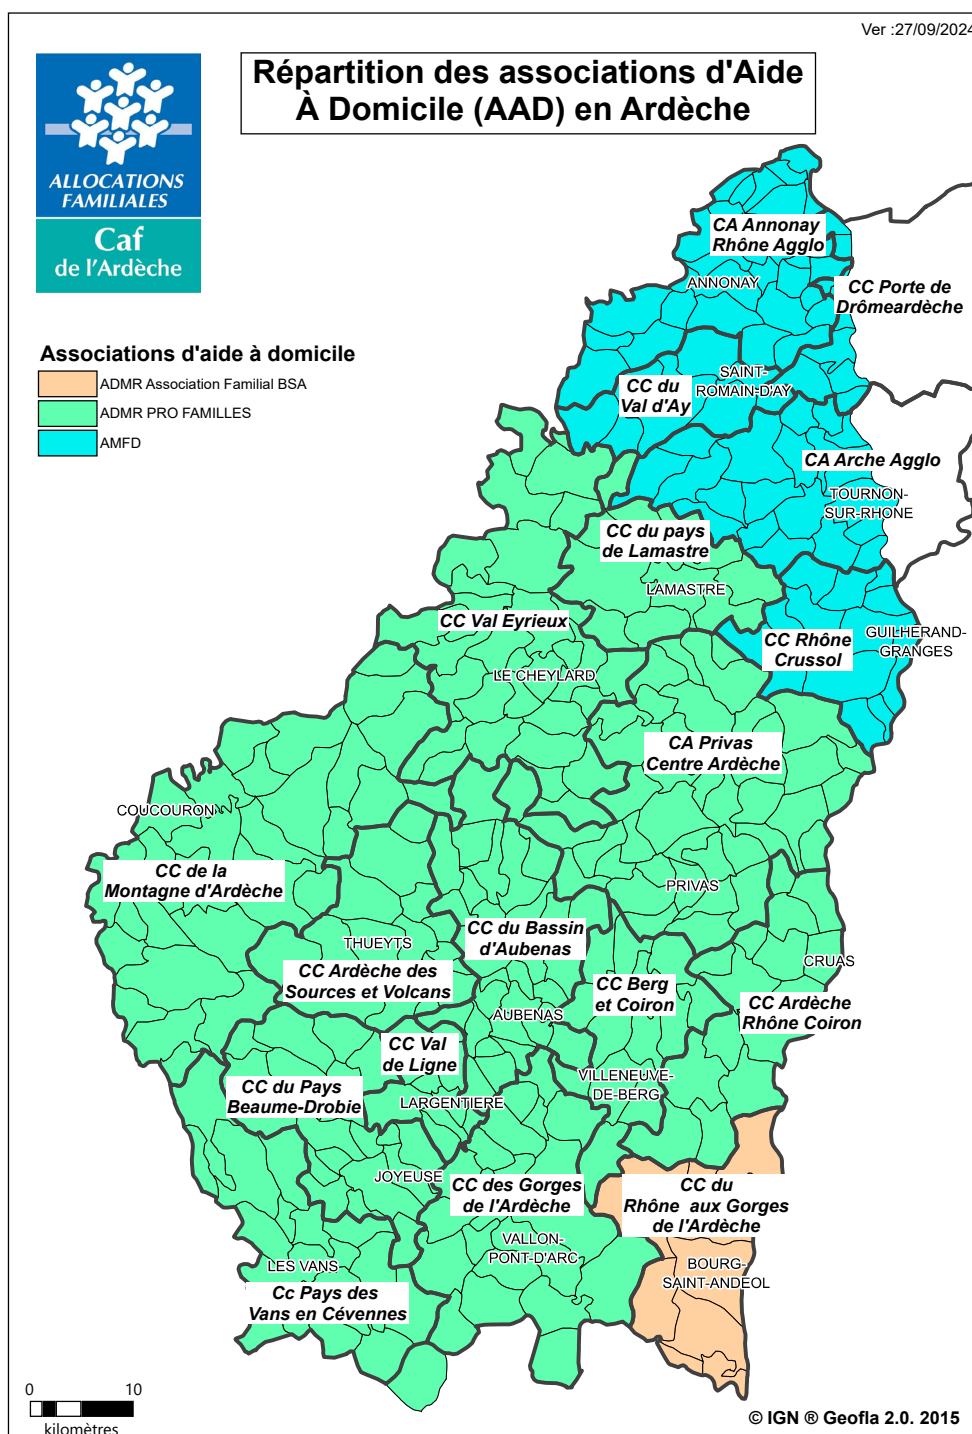 Ver :27/09/2024
Répartition des associations d'Aide
À Domicile (AAD) en Ardèche
ALLOCATIONS
FAMILIALES
Caf
de l'Ardèche
Associations d'aide à domicile
ADMR Association Familial BSA
ADMR PRO FAMILLES
AMFD
CA Annonay
Rhône Agglo
ANNONAY
CC Porte de
Drômeardèche
SAINT-
ROMAIN-D'AY
CC du
Val d'Ay
CA Arche Agglo
TOURNON-
SUR-RHONE
CC du pays
de Lamastre
LAMASTRE
CC Val Eyrieux
GUILHERAND-
GRANGES
CC Rhône
Crussol
LE CHEYLARD
CA Privas
Centre Ardèche
COUCOURON
CC de la
Montagne d'Ardèche
PRIVAS
CC du Bassin
d'Aubenas
THUEYTS
CRUAS
CC Ardèche des
Sources et Volcans
CC Berg
et Coiron
CC Ardèche
Rhône Coiron
AUBENAS
CC Val
de Ligne
VILLENEUVE-
DE-BERG
CC du Pays
Beaume-Drobie
LARGENTIERE
JOYEUSE
CC des Gorges
de l'Ardèche
CC du
Rhône aux Gorges
de l'Ardèche
VALLON-
PONT-D'ARC
LES VANS
BOURG-
SAINT-ANDEOL
Cc Pays des
Vans en Cévennes
0 10
kilomètres
© IGN ® Geofla 2.0. 2015